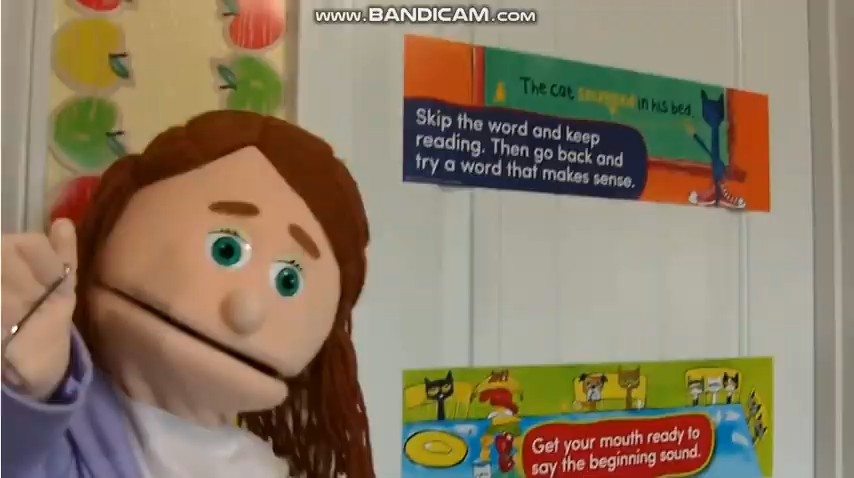 www.BANDICAM.com
The cat snuggled in his bed.
Skip the word and keep
reading. Then go back and
try a word that makes sense.
Get your mouth ready to
say the beginning sound.